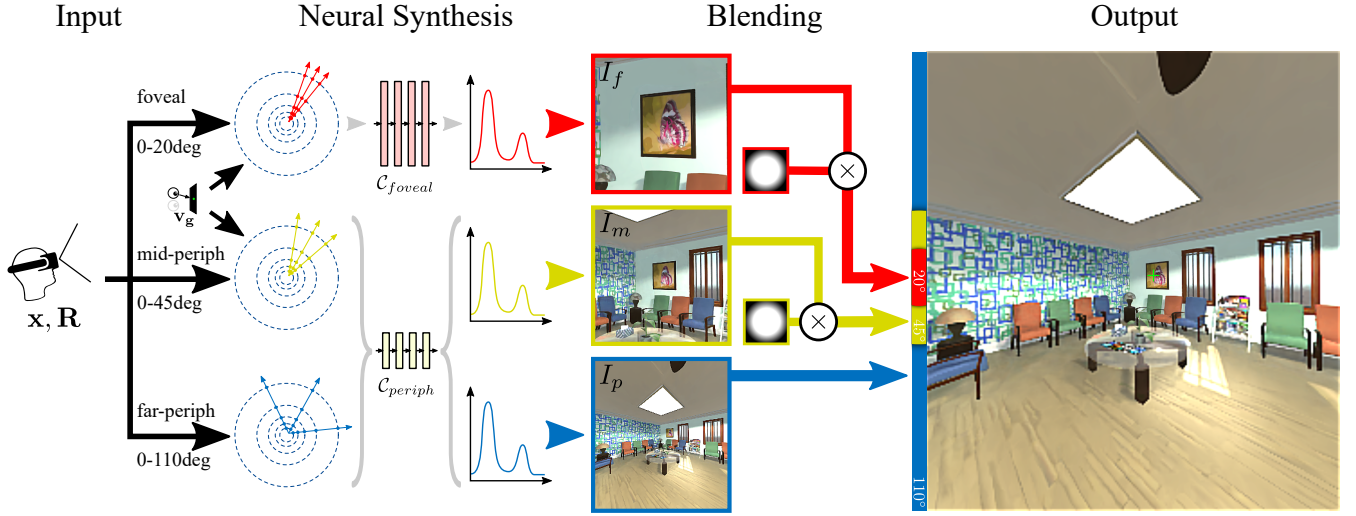 Input
Neural Synthesis
Blending
Output
foveal
0-20deg
v_g
mid-periph
0-45deg
x, R
far-periph
0-110deg
C_foveal
C_periph
I_f
I_m
I_p
×
×
20°
45°
110°